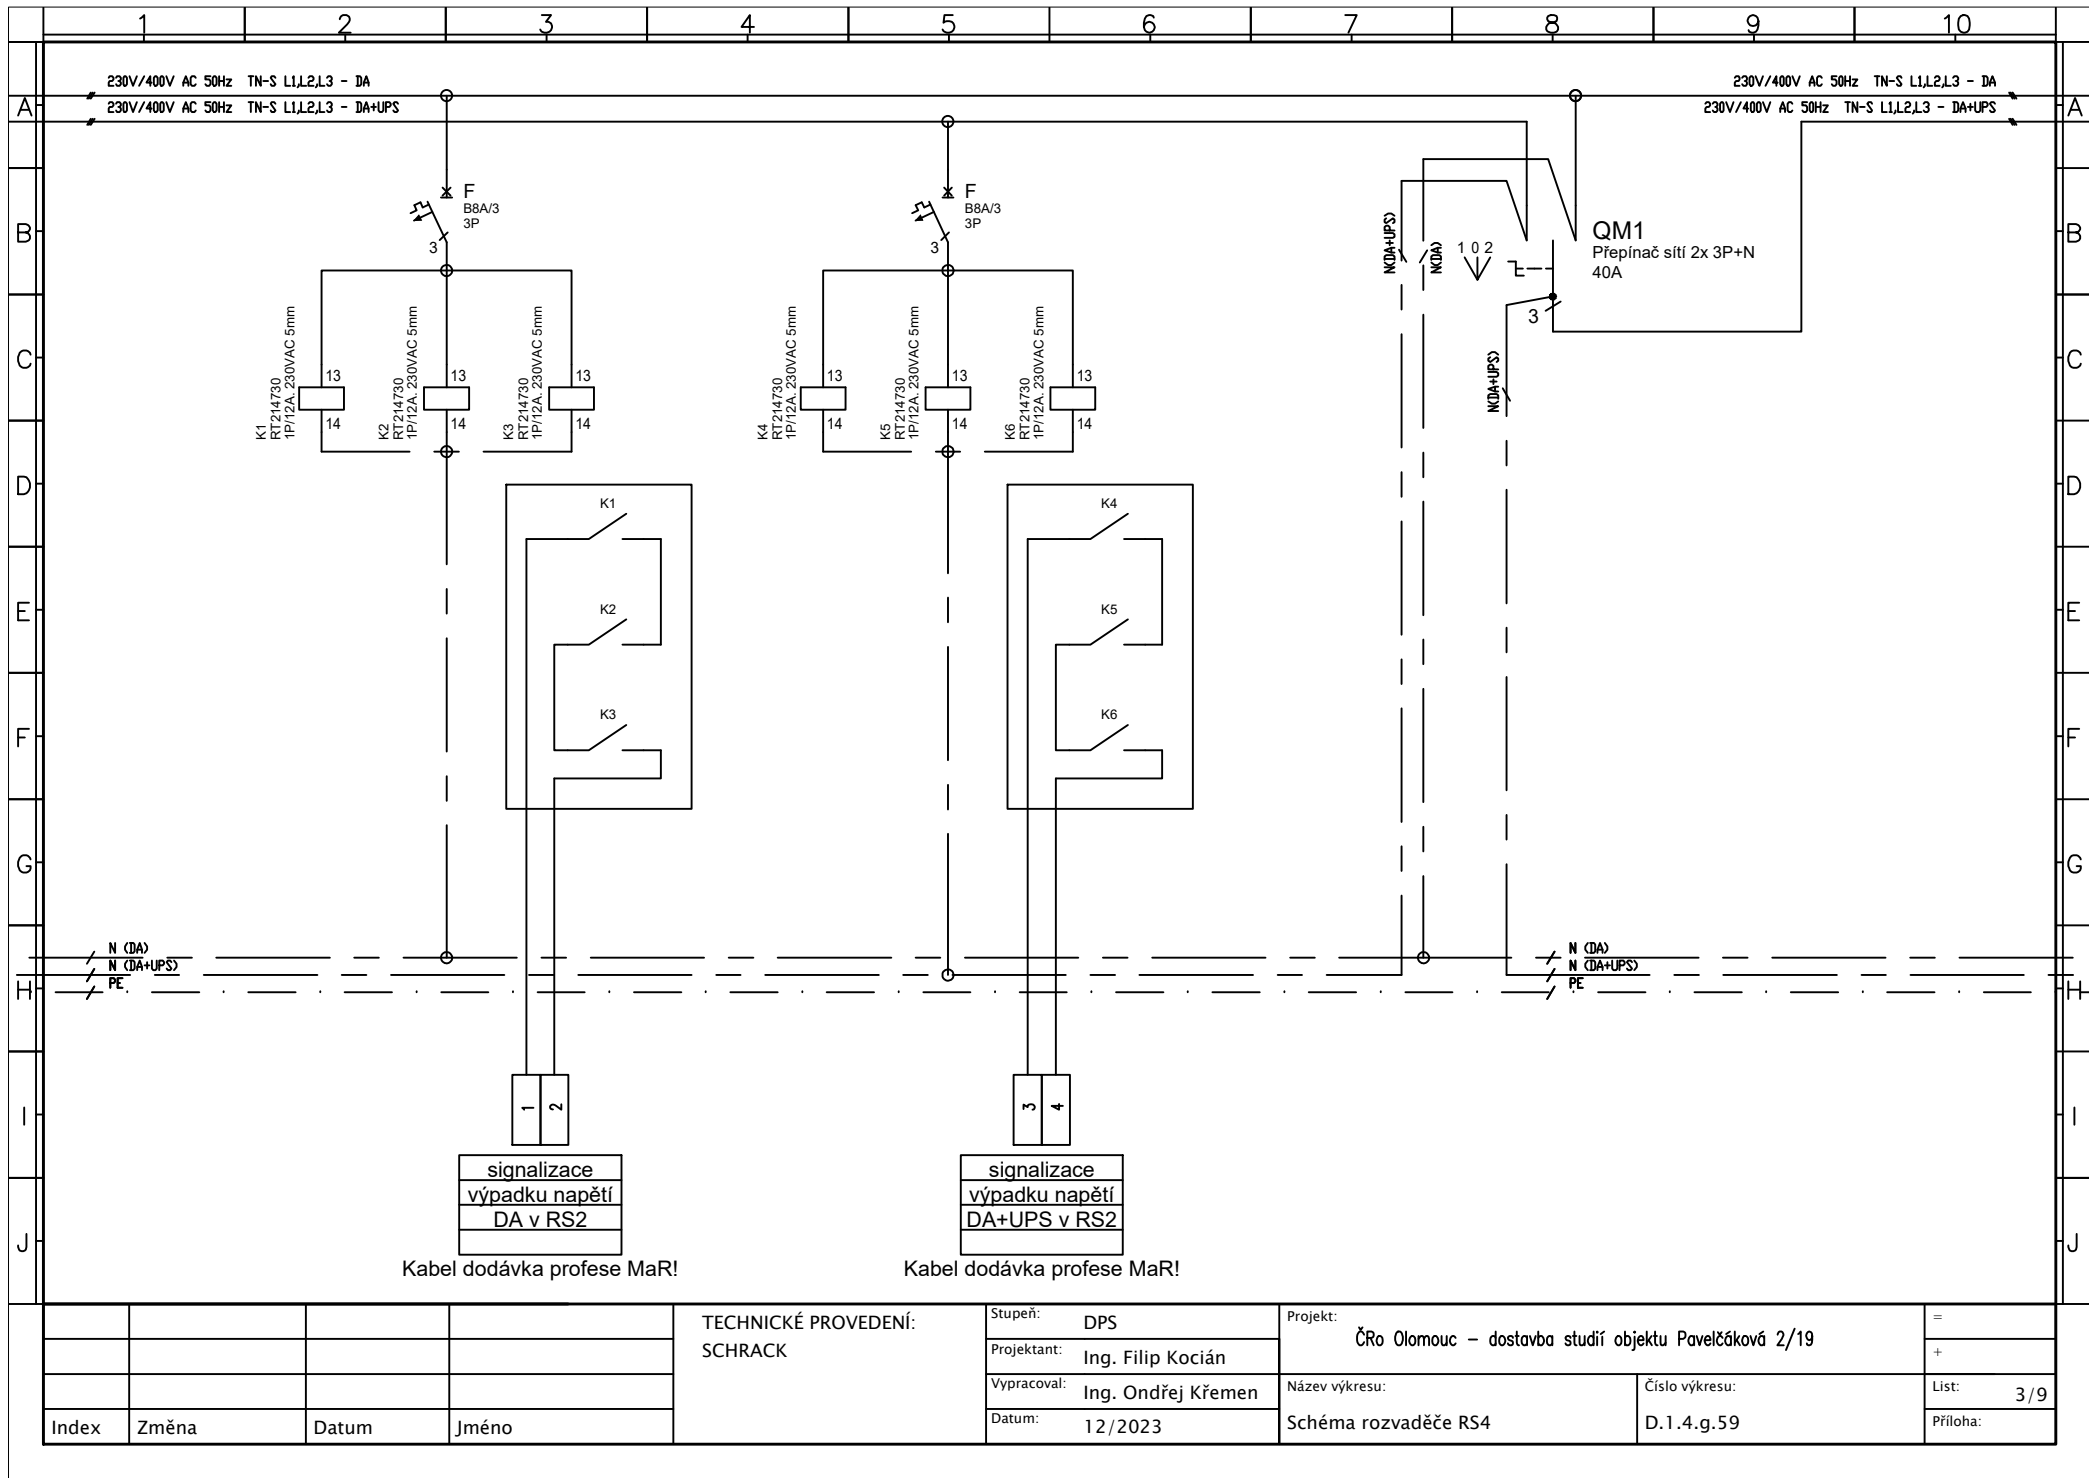 1 2 3 4 5 6 7 8 9 10
230V/400V AC 50Hz TN-S L1,L2,L3 - DA
230V/400V AC 50Hz TN-S L1,L2,L3 - DA
A
230V/400V AC 50Hz TN-S L1,L2,L3 - DA+UPS
230V/400V AC 50Hz TN-S L1,L2,L3 - DA+UPS
A
F
B8A/3
3P
3
F
B8A/3
3P
3
B
N(DA+UPS)
N(DA)
1 0 2
QM1
Přepínač sítí 2x 3P+N
40A
3
B
C
K1
RT214730
1P/12A. 230VAC 5mm
13
14
K2
RT214730
1P/12A. 230VAC 5mm
13
14
K3
RT214730
1P/12A. 230VAC 5mm
13
14
K4
RT214730
1P/12A. 230VAC 5mm
13
14
K5
RT214730
1P/12A. 230VAC 5mm
13
14
K6
RT214730
1P/12A. 230VAC 5mm
13
14
N(DA+UPS)
C
D
K1
K4
D
E
K2
K5
E
F
K3
K6
F
G
G
N (DA)
N (DA+UPS)
PE
N (DA)
N (DA+UPS)
PE
H
H
I
1 2
3 4
I
signalizace
výpadku napětí
DA v RS2
signalizace
výpadku napětí
DA+UPS v RS2
J
J
Kabel dodávka profese MaR!
Kabel dodávka profese MaR!
Index Změna Datum Jméno
TECHNICKÉ PROVEDENÍ:
SCHRACK
Stupeň: DPS
Projektant: Ing. Filip Kocián
Vypracoval: Ing. Ondřej Křemen
Datum: 12/2023
Projekt:
ČRo Olomouc – dostavba studií objektu Pavelčáková 2/19
Název výkresu:
Schéma rozvaděče RS4
Číslo výkresu:
D.1.4.g.59
=
+
List: 3/9
Příloha: